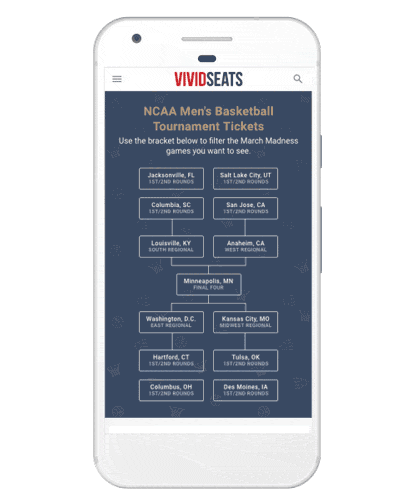 VIVIDSEATS
NCAA Men's Basketball
Tournament Tickets
Use the bracket below to filter the March Madness
games you want to see.
Jacksonville, FL
1ST/2ND ROUNDS
Salt Lake City, UT
1ST/2ND ROUNDS
Columbia, SC
1ST/2ND ROUNDS
San Jose, CA
1ST/2ND ROUNDS
Louisville, KY
SOUTH REGIONAL
Anaheim, CA
WEST REGIONAL
Minneapolis, MN
FINAL FOUR
Washington, D.C.
EAST REGIONAL
Kansas City, MO
MIDWEST REGIONAL
Hartford, CT
1ST/2ND ROUNDS
Tulsa, OK
1ST/2ND ROUNDS
Columbus, OH
1ST/2ND ROUNDS
Des Moines, IA
1ST/2ND ROUNDS